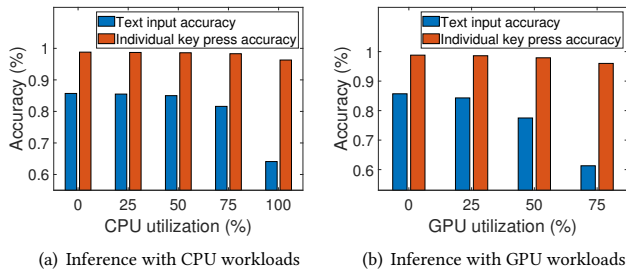 Text input accuracy
Individual key press accuracy
Accuracy (%)
1
0.9
0.8
0.7
0.6
0 25 50 75 100
CPU utilization (%)
(a) Inference with CPU workloads
Text input accuracy
Individual key press accuracy
Accuracy (%)
1
0.9
0.8
0.7
0.6
0 25 50 75
GPU utilization (%)
(b) Inference with GPU workloads